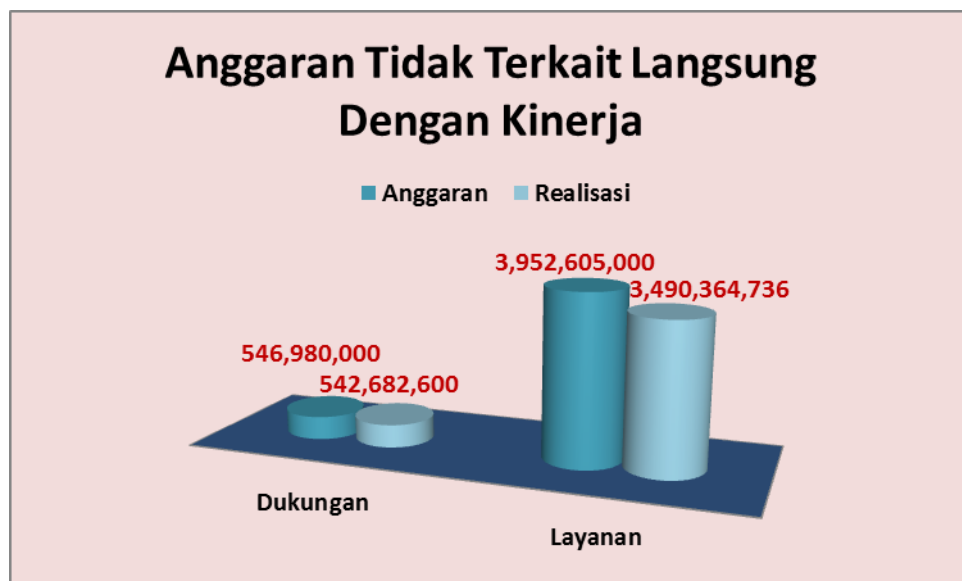 Anggaran Tidak Terkait Langsung
Dengan Kinerja
Anggaran Realisasi
3,952,605,000
3,490,364,736
546,980,000
542,682,600
Dukungan
Layanan